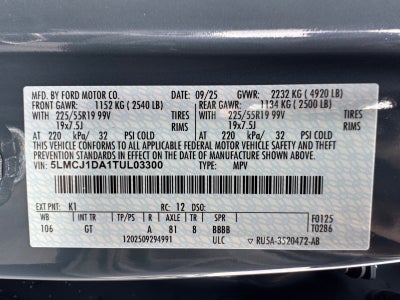 MFD. BY FORD MOTOR CO. 09/25 GVWR: 2232 KG (4920 LB)
FRONT GAWR: 1152 KG (2540 LB) REAR GAWR: 1134 KG (2500 LB)
WITH 225/55R19 99V TIRES WITH 225/55R19 99V TIRES
19x7.5J RIMS 19x7.5J RIMS
AT 220 kPa/ 32 PSI COLD AT 220 kPa/ 32 PSI COLD
THIS VEHICLE CONFORMS TO ALL APPLICABLE FEDERAL MOTOR VEHICLE
SAFETY AND THEFT PREVENTION STANDARDS IN EFFECT ON THE DATE OF MANUFACTURE SHOWN ABOVE.
VIN: 5LMCJ1DA1TUL03300 TYPE: MPV
EXT PNT: K1 RC: 12 DSO: F0125
WB INT TR TP/PS R AXLE TR SPR T0286
106 GT A 81 8 BBBB
1202509294991 ULC RU5A-3520472-AB